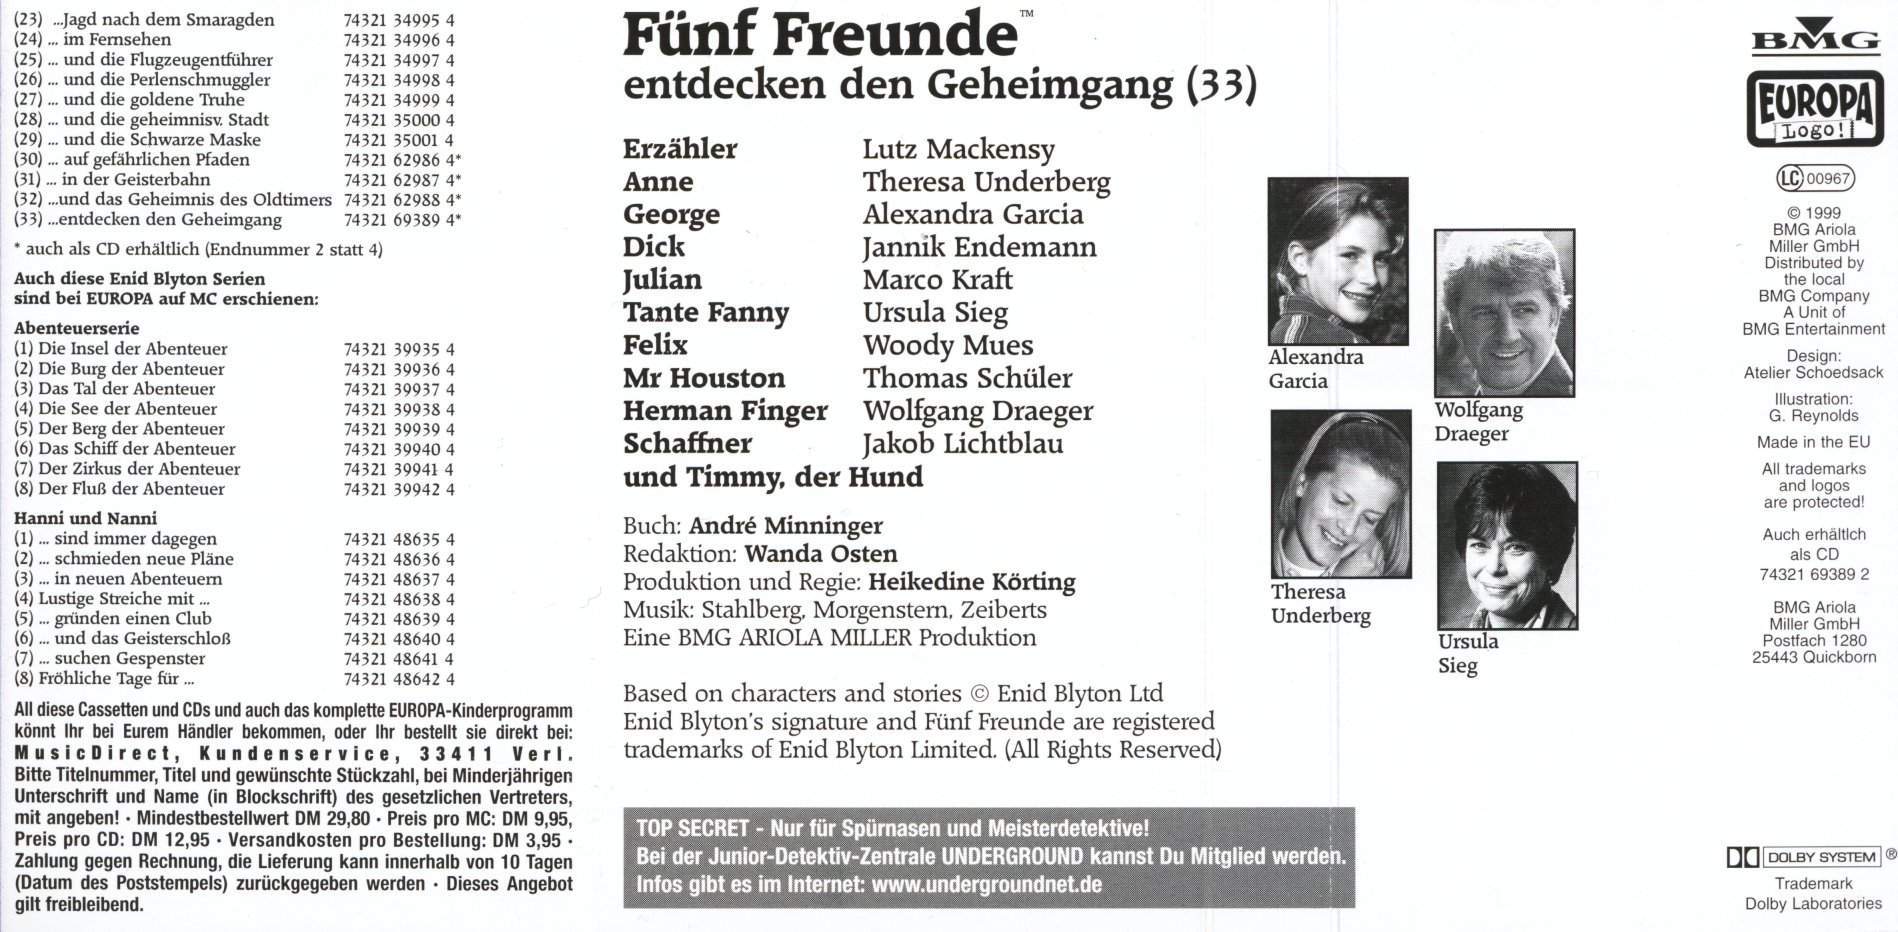 (23) ...Jagd nach dem Smaragden 74321 34995 4
(24) ... im Fernsehen 74321 34996 4
(25) ... und die Flugzeugentführer 74321 34997 4
(26) ... und die Perlenschmuggler 74321 34998 4
(27) ... und die goldene Truhe 74321 34999 4
(28) ... und die geheimnisv. Stadt 74321 35000 4
(29) ... und die Schwarze Maske 74321 35001 4
(30) ... auf gefährlichen Pfaden 74321 62986 4*
(31) ... in der Geisterbahn 74321 62987 4*
(32) ...und das Geheimnis des Oldtimers 74321 62988 4*
(33) ...entdecken den Geheimgang 74321 69389 4*
* auch als CD erhältlich (Endnummer 2 statt 4)
Auch diese Enid Blyton Serien
sind bei EUROPA auf MC erschienen:
Abenteuerserie
(1) Die Insel der Abenteuer 74321 39935 4
(2) Die Burg der Abenteuer 74321 39936 4
(3) Das Tal der Abenteuer 74321 39937 4
(4) Die See der Abenteuer 74321 39938 4
(5) Der Berg der Abenteuer 74321 39939 4
(6) Das Schiff der Abenteuer 74321 39940 4
(7) Der Zirkus der Abenteuer 74321 39941 4
(8) Der Fluß der Abenteuer 74321 39942 4
Hanni und Nanni
(1) ... sind immer dagegen 74321 48635 4
(2) ... schmieden neue Pläne 74321 48636 4
(3) ... in neuen Abenteuern 74321 48637 4
(4) Lustige Streiche mit ... 74321 48638 4
(5) ... gründen einen Club 74321 48639 4
(6) ... und das Geisterschloß 74321 48640 4
(7) ... suchen Gespenster 74321 48641 4
(8) Fröhliche Tage für ... 74321 48642 4
All diese Cassetten und CDs und auch das komplette EUROPA-Kinderprogramm
könnt Ihr bei Eurem Händler bekommen, oder Ihr bestellt sie direkt bei:
MusicDirect, Kundenservice, 33411 Verl.
Bitte Titelnummer, Titel und gewünschte Stückzahl, bei Minderjährigen
Unterschrift und Name (in Blockschrift) des gesetzlichen Vertreters,
mit angeben! · Mindestbestellwert DM 29,80 · Preis pro MC: DM 9,95,
Preis pro CD: DM 12,95 · Versandkosten pro Bestellung: DM 3,95 ·
Zahlung gegen Rechnung, die Lieferung kann innerhalb von 10 Tagen
(Datum des Poststempels) zurückgegeben werden · Dieses Angebot
gilt freibleibend.
Fünf Freunde™
entdecken den Geheimgang (33)
Erzähler Lutz Mackensy
Anne Theresa Underberg
George Alexandra Garcia
Dick Jannik Endemann
Julian Marco Kraft
Tante Fanny Ursula Sieg
Felix Woody Mues
Mr Houston Thomas Schüler
Herman Finger Wolfgang Draeger
Schaffner Jakob Lichtblau
und Timmy, der Hund
Buch: André Minninger
Redaktion: Wanda Osten
Produktion und Regie: Heikedine Körting
Musik: Stahlberg, Morgenstern, Zeiberts
Eine BMG ARIOLA MILLER Produktion
Based on characters and stories © Enid Blyton Ltd
Enid Blyton's signature and Fünf Freunde are registered
trademarks of Enid Blyton Limited. (All Rights Reserved)
TOP SECRET - Nur für Spürnasen und Meisterdetektive!
Bei der Junior-Detektiv-Zentrale UNDERGROUND kannst Du Mitglied werden.
Infos gibt es im Internet: www.undergroundnet.de
Alexandra
Garcia
Wolfgang
Draeger
Theresa
Underberg
Ursula
Sieg
BMG
EUROPA
Logo!
LC 00967
© 1999
BMG Ariola
Miller GmbH
Distributed by
the local
BMG Company
A Unit of
BMG Entertainment
Design:
Atelier Schoedsack
Illustration:
G. Reynolds
Made in the EU
All trademarks
and logos
are protected!
Auch erhältlch
als CD
74321 69389 2
BMG Ariola
Miller GmbH
Postfach 1280
25443 Quickborn
DOLBY SYSTEM ®
Trademark
Dolby Laboratories